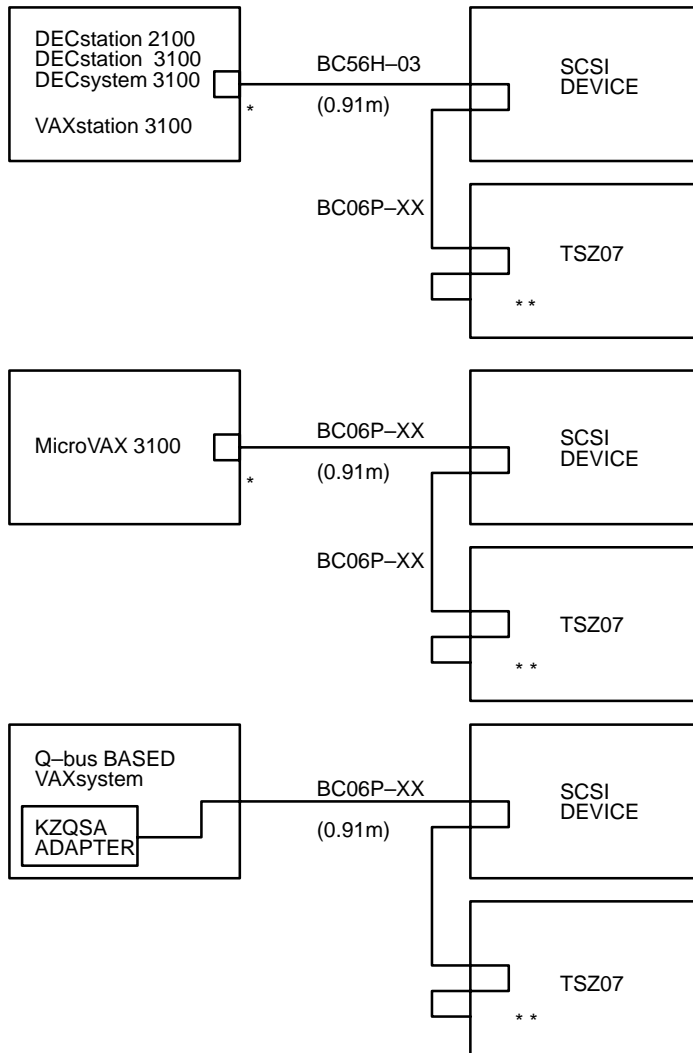 DECstation 2100
DECstation 3100
DECsystem 3100
VAXstation 3100
*
BC56H–03
(0.91m)
SCSI
DEVICE
BC06P–XX
TSZ07
* *
MicroVAX 3100
*
BC06P–XX
(0.91m)
SCSI
DEVICE
BC06P–XX
TSZ07
* *
Q–bus BASED
VAXsystem
KZQSA
ADAPTER
BC06P–XX
(0.91m)
SCSI
DEVICE
TSZ07
* *